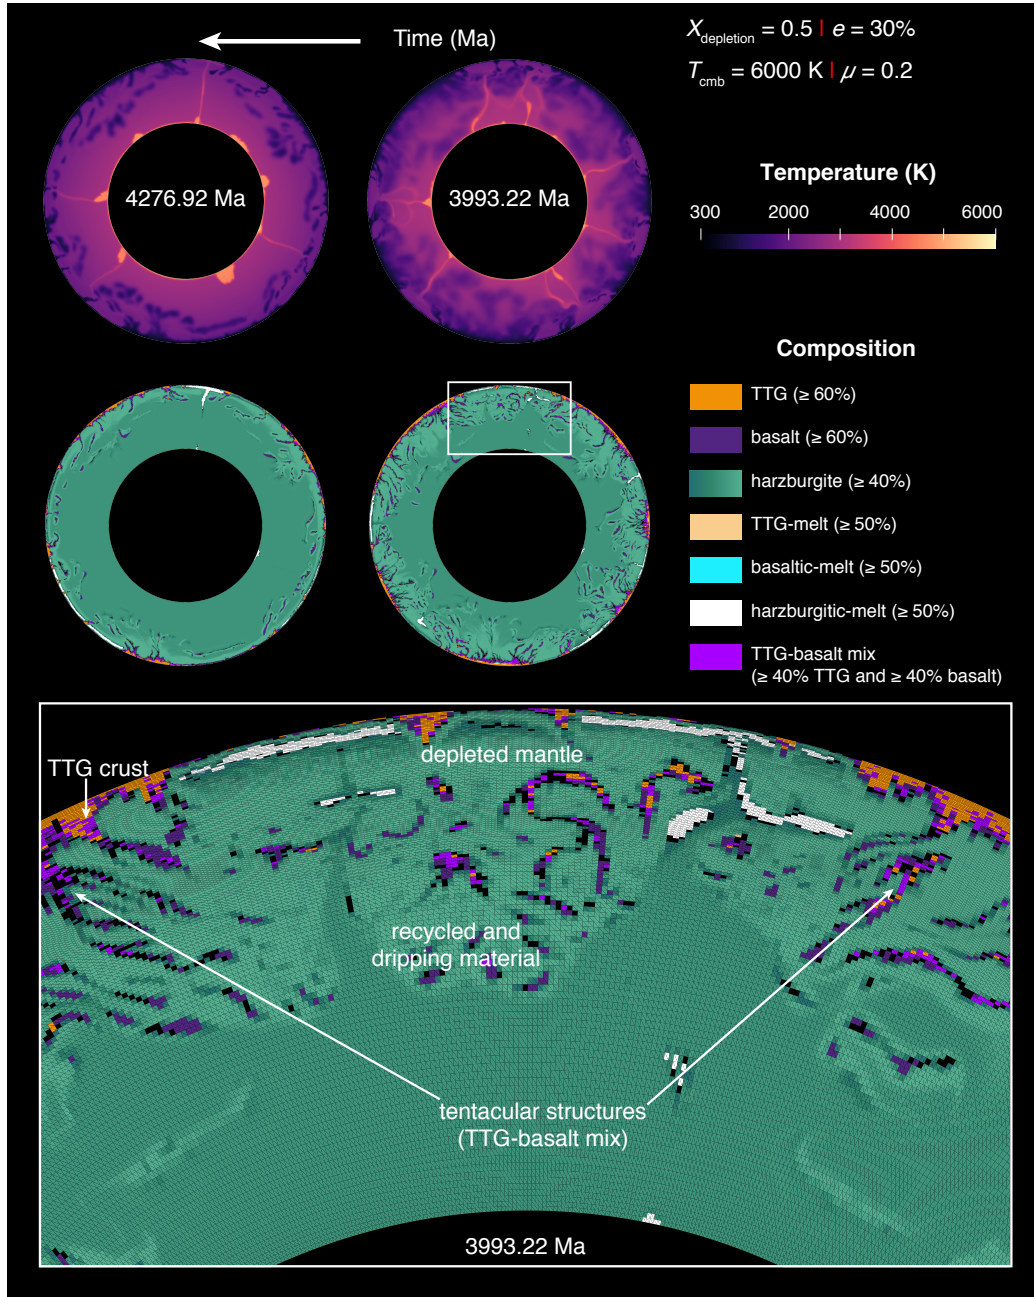 Time (Ma)
X_depletion = 0.5 | e = 30%
T_cmb = 6000 K | μ = 0.2
4276.92 Ma
3993.22 Ma
Temperature (K)
300 2000 4000 6000
Composition
TTG (≥ 60%)
basalt (≥ 60%)
harzburgite (≥ 40%)
TTG-melt (≥ 50%)
basaltic-melt (≥ 50%)
harzburgitic-melt (≥ 50%)
TTG-basalt mix
(≥ 40% TTG and ≥ 40% basalt)
TTG crust
depleted mantle
recycled and
dripping material
tentacular structures
(TTG-basalt mix)
3993.22 Ma